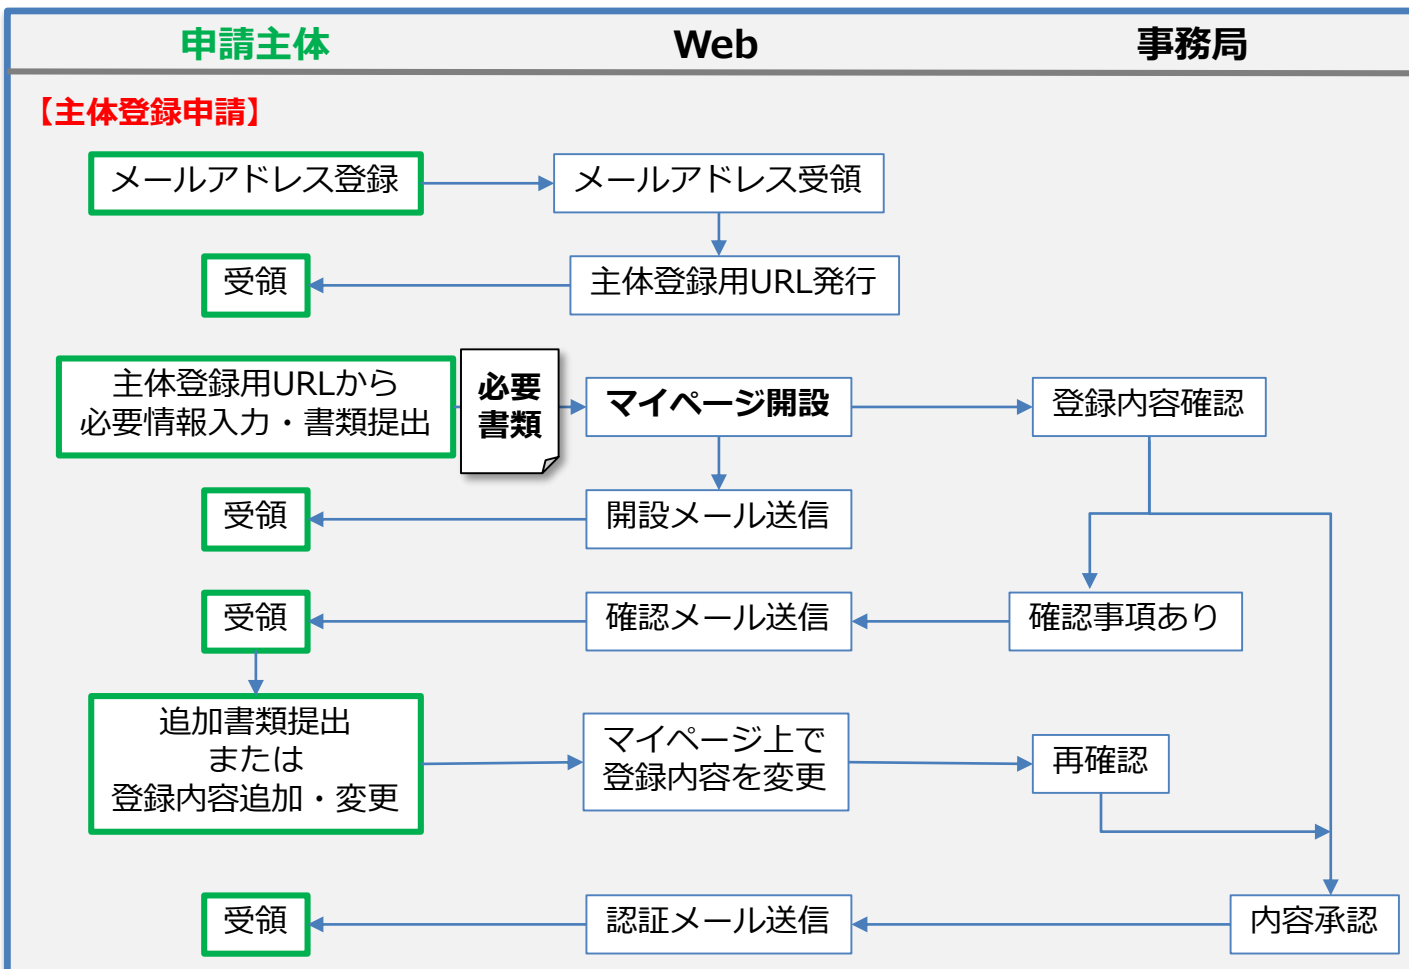 申請主体
Web
事務局
【主体登録申請】
メールアドレス登録
メールアドレス受領
受領
主体登録用URL発行
主体登録用URLから
必要情報入力・書類提出
必要
書類
マイページ開設
登録内容確認
受領
開設メール送信
受領
確認メール送信
確認事項あり
追加書類提出
または
登録内容追加・変更
マイページ上で
登録内容を変更
再確認
受領
認証メール送信
内容承認